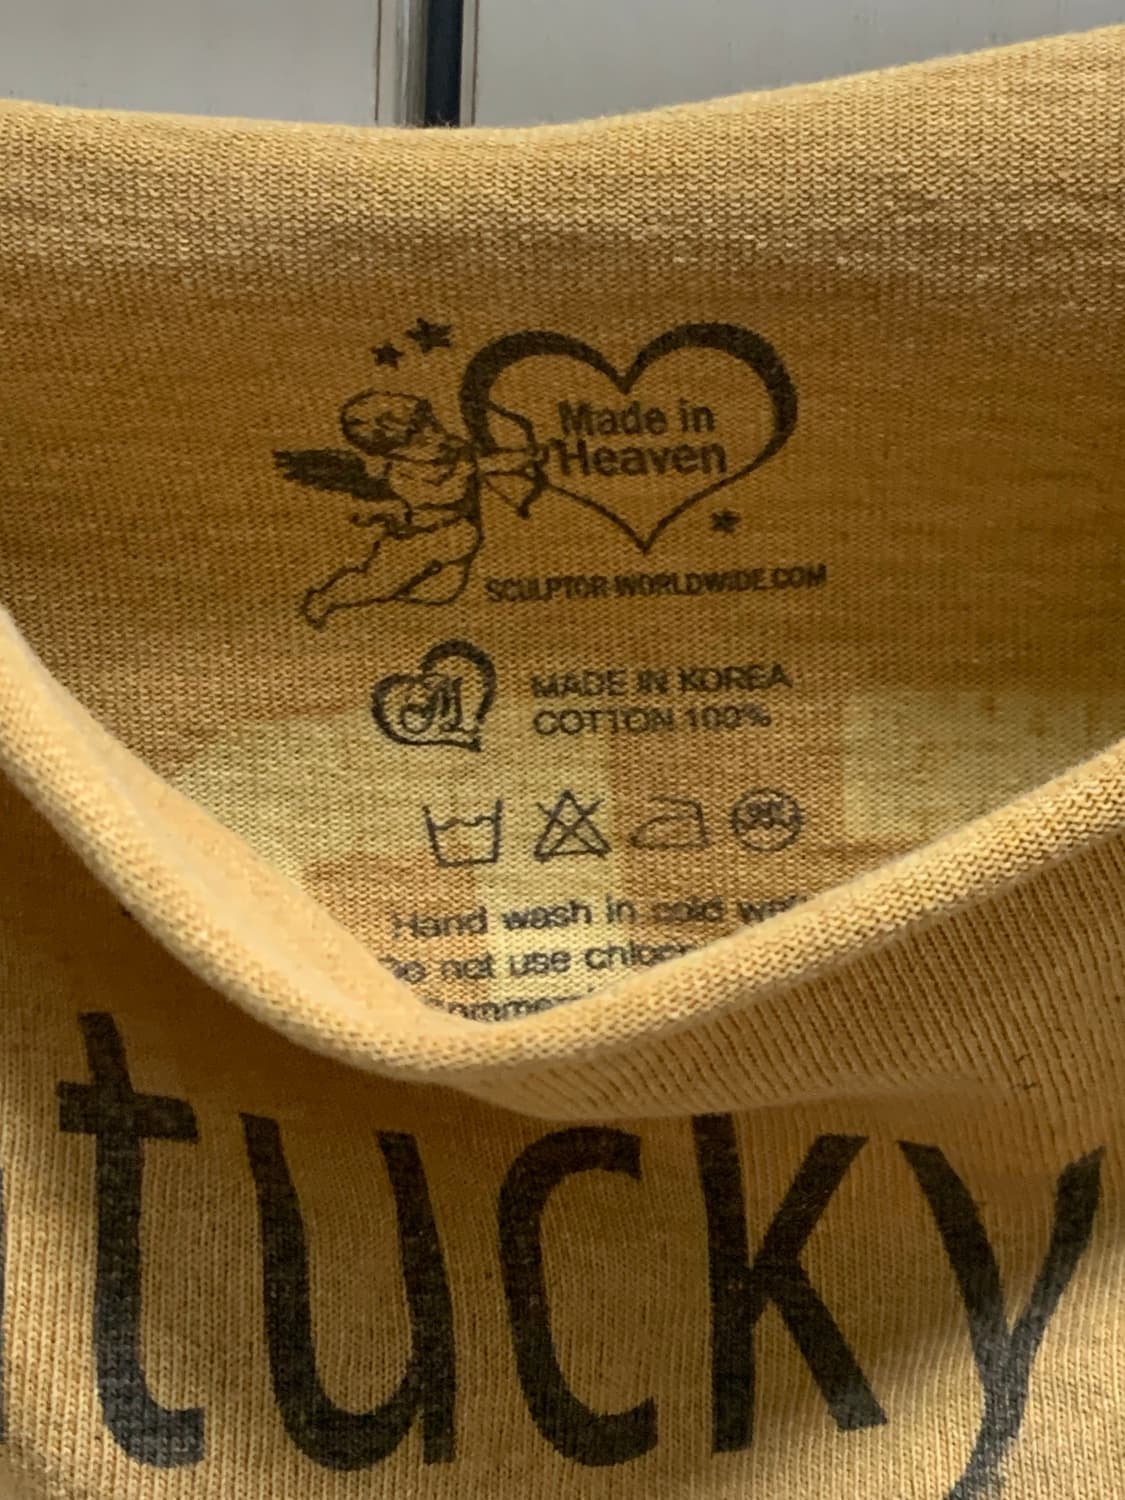 Made in
Heaven
SCULPTOR-WORLDWIDE.COM
M
MADE IN KOREA
COTTON 100%
Hand wash in cold
not use
tucky